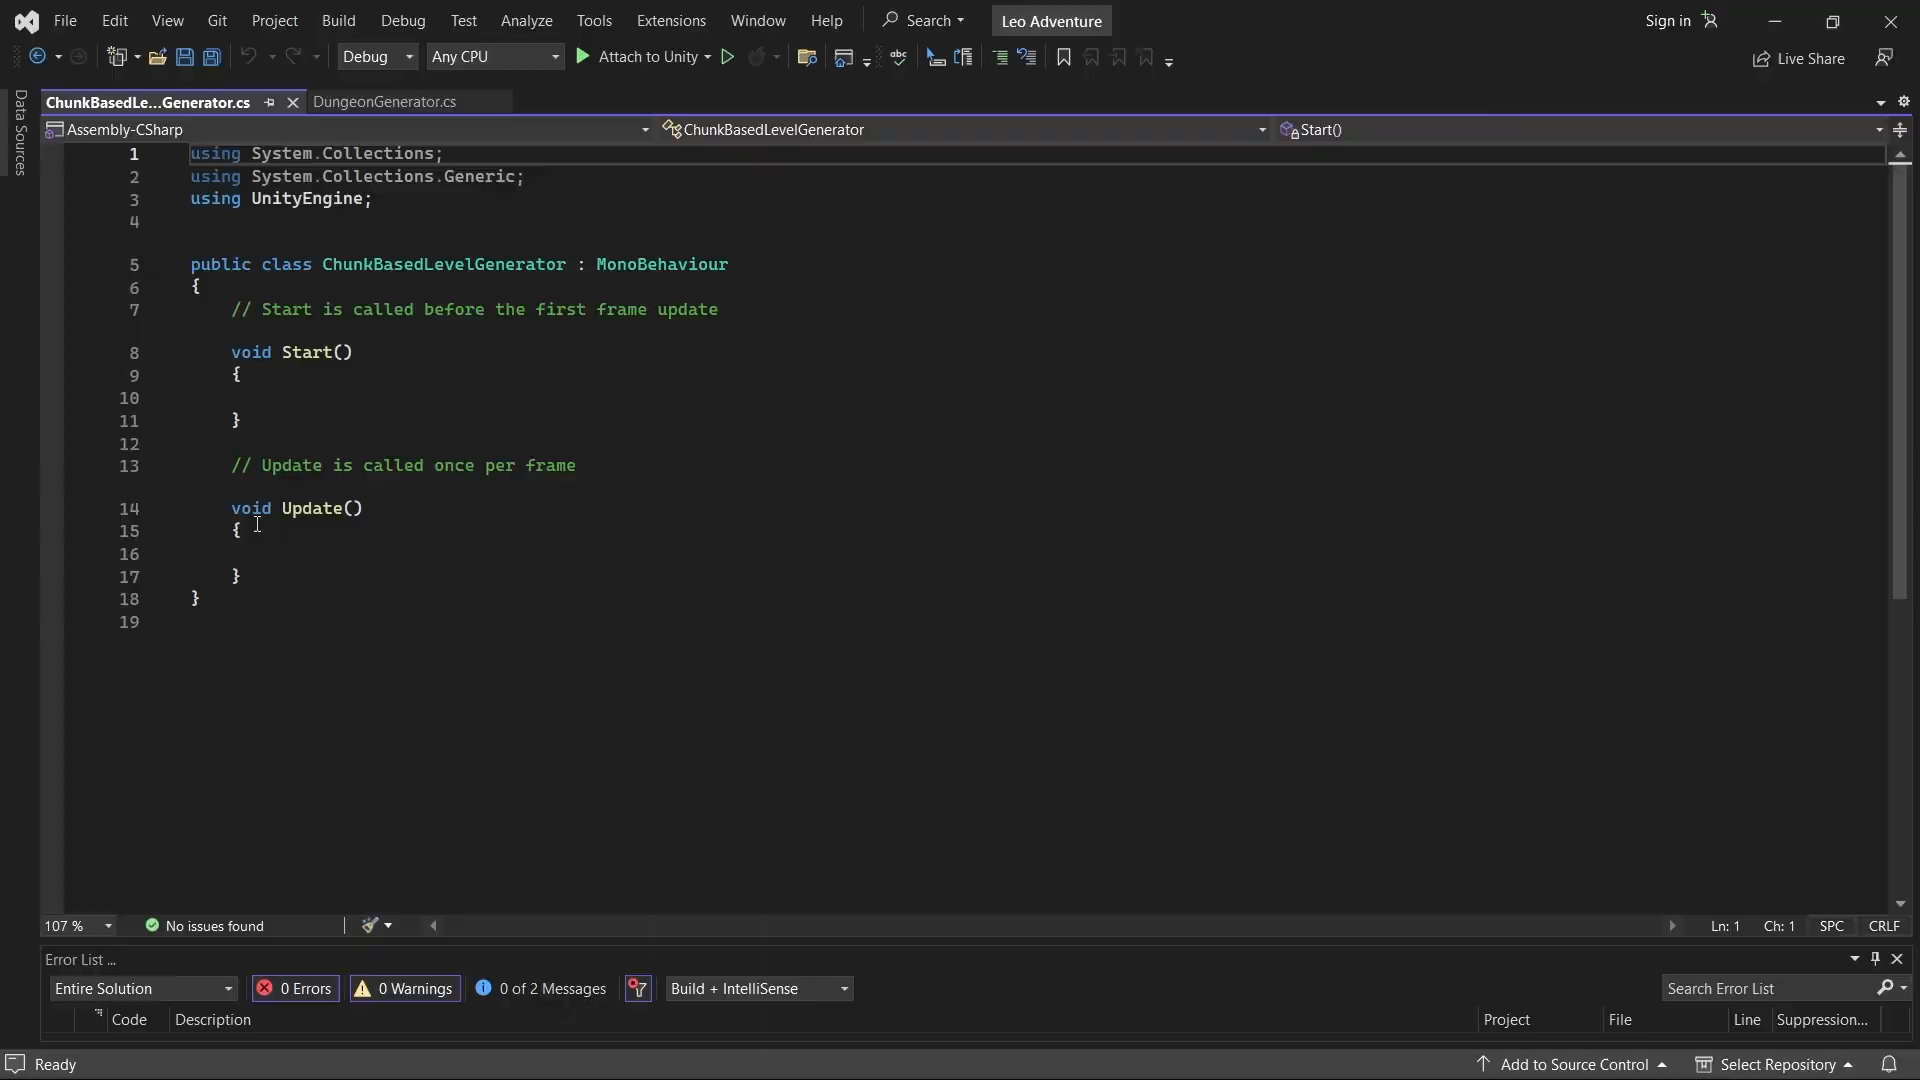 File Edit View Git Project Build Debug Test Analyze Tools Extensions Window Help Search Leo Adventure Sign in
Debug Any CPU Attach to Unity abc Live Share
Data Sources
ChunkBasedLe...Generator.cs DungeonGenerator.cs
Assembly-CSharp ChunkBasedLevelGenerator Start()
1 using System.Collections;
2 using System.Collections.Generic;
3 using UnityEngine;
4
5 public class ChunkBasedLevelGenerator : MonoBehaviour
6 {
7 // Start is called before the first frame update
8 void Start()
9 {
10
11 }
12
13 // Update is called once per frame
14 void Update()
15 {
16
17 }
18 }
19
107 % No issues found Ln: 1 Ch: 1 SPC CRLF
Error List ...
Entire Solution 0 Errors 0 Warnings 0 of 2 Messages Build + IntelliSense Search Error List
Code Description Project File Line Suppression...
Ready Add to Source Control Select Repository